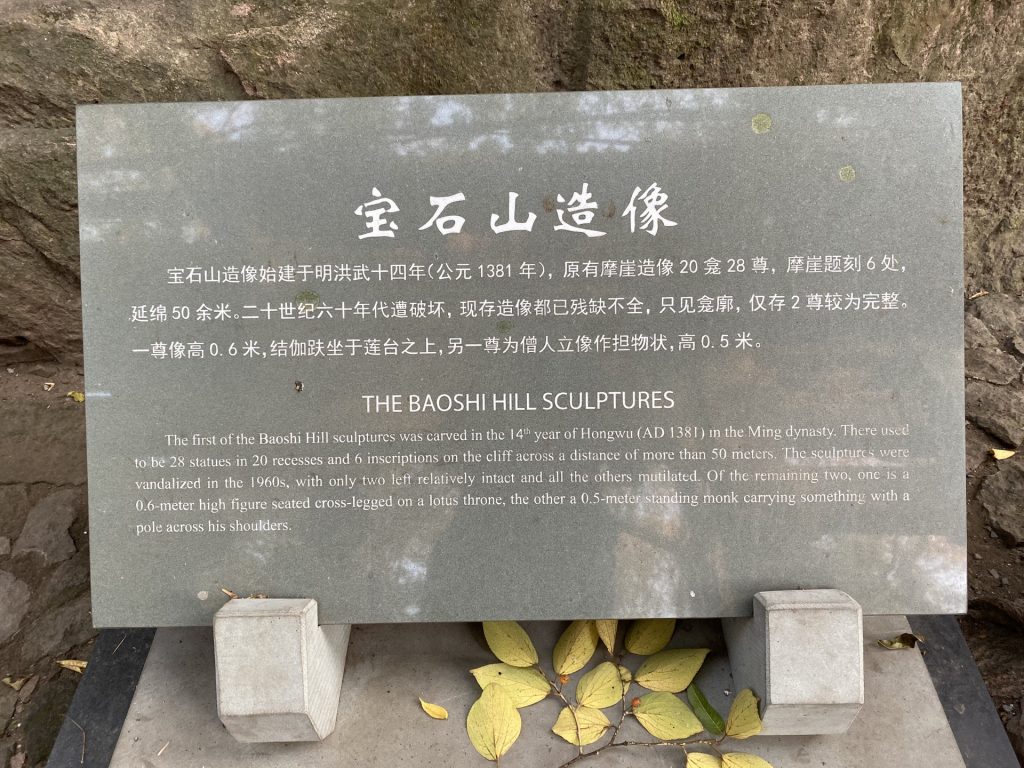 宝石山造像
宝石山造像始建于明洪武十四年(公元1381年)，原有摩崖造像20龛28尊，摩崖题刻6处，
延绵50余米。二十世纪六十年代遭破坏，现存造像都已残缺不全，只见龛廓，仅存2尊较为完整。
一尊像高0.6米，结伽趺坐于莲台之上，另一尊为僧人立像作担物状，高0.5米。
THE BAOSHI HILL SCULPTURES
The first of the Baoshi Hill sculptures was carved in the 14th year of Hongwu (AD 1381) in the Ming dynasty. There used
to be 28 statues in 20 recesses and 6 inscriptions on the cliff across a distance of more than 50 meters. The sculptures were
vandalized in the 1960s, with only two left relatively intact and all the others mutilated. Of the remaining two, one is a
0.6-meter high figure seated cross-legged on a lotus throne, the other a 0.5-meter standing monk carrying something with a
pole across his shoulders.